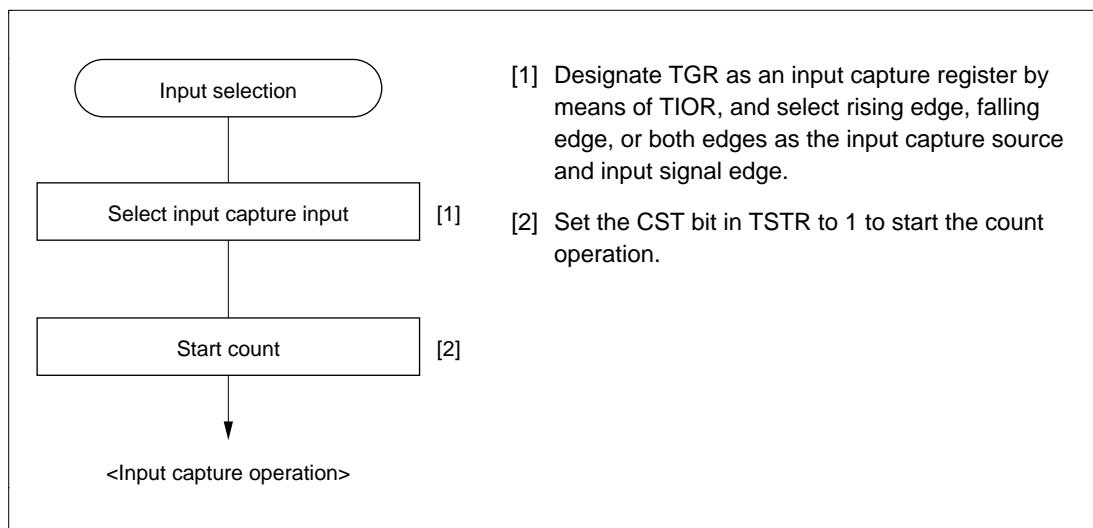 Input selection
Select input capture input [1]
Start count [2]
<Input capture operation>
[1] Designate TGR as an input capture register by
means of TIOR, and select rising edge, falling
edge, or both edges as the input capture source
and input signal edge.
[2] Set the CST bit in TSTR to 1 to start the count
operation.